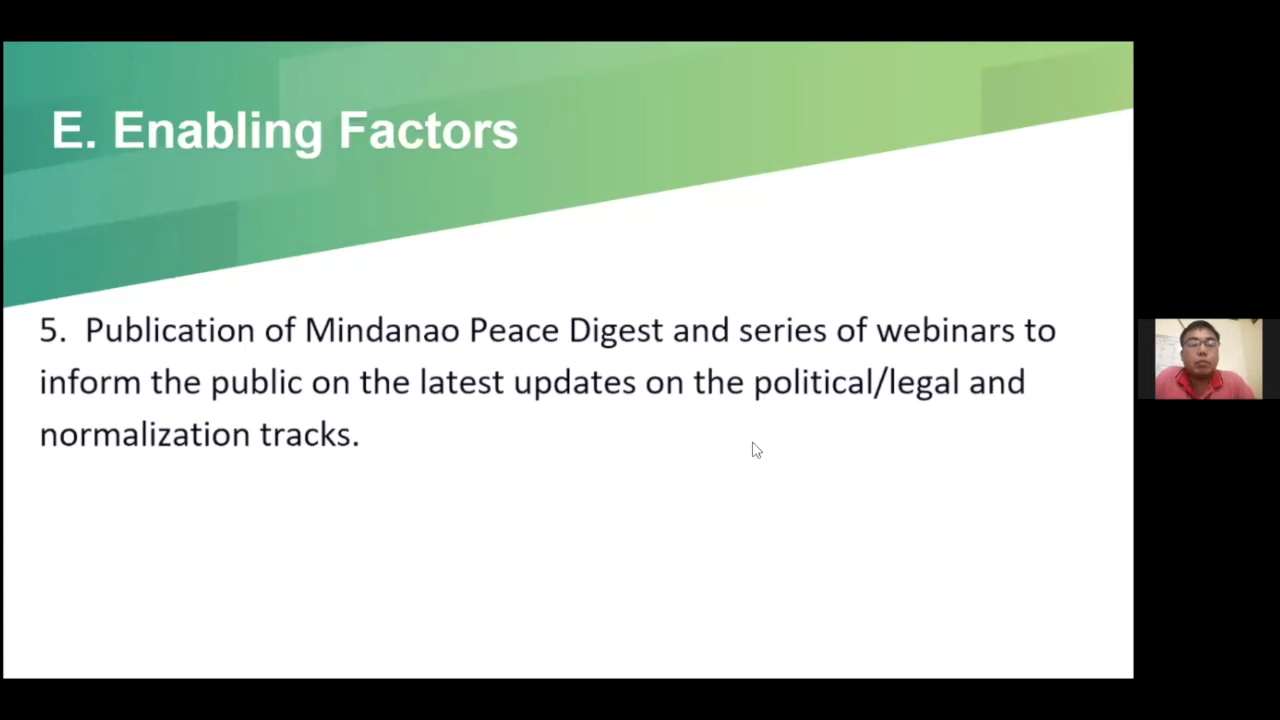 E. Enabling Factors
5. Publication of Mindanao Peace Digest and series of webinars to
inform the public on the latest updates on the political/legal and
normalization tracks.